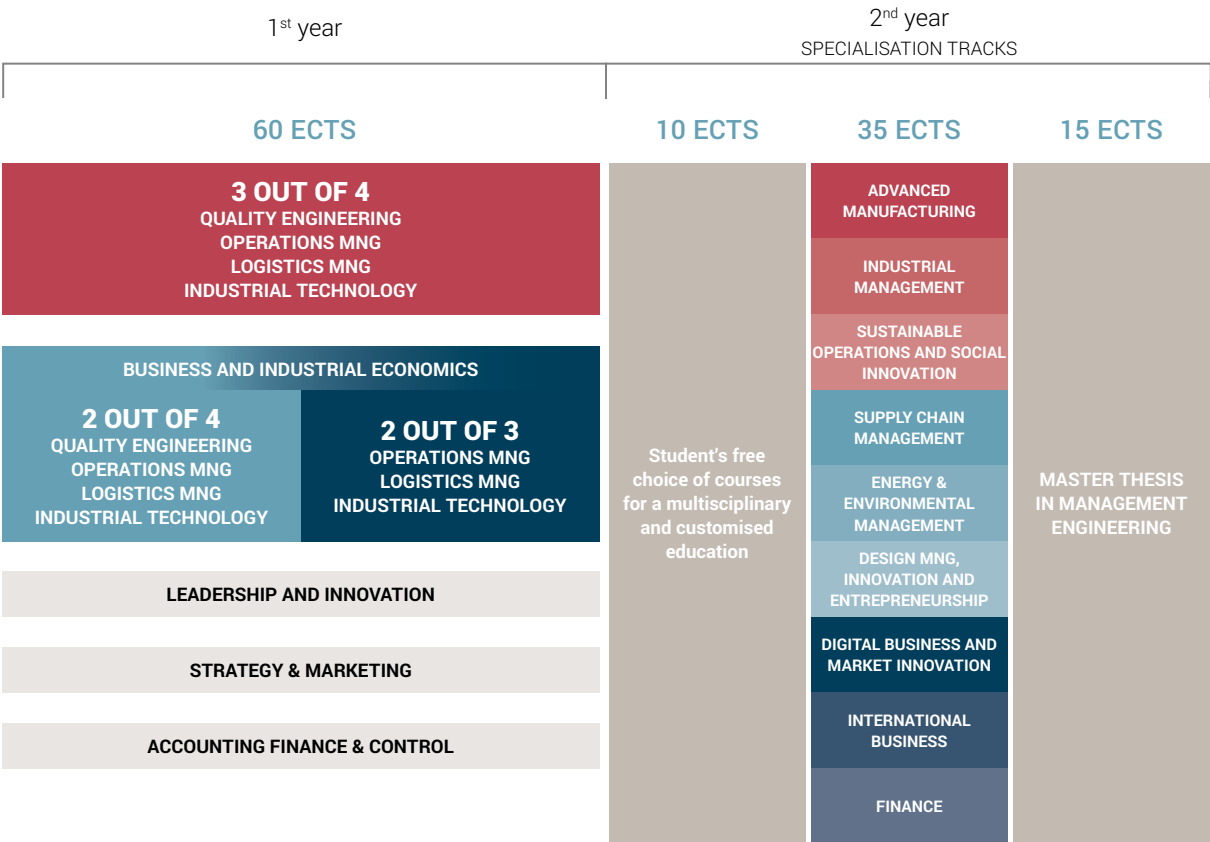 1st year
2nd year
SPECIALISATION TRACKS
60 ECTS
10 ECTS
35 ECTS
15 ECTS
3 OUT OF 4
QUALITY ENGINEERING
OPERATIONS MNG
LOGISTICS MNG
INDUSTRIAL TECHNOLOGY
BUSINESS AND INDUSTRIAL ECONOMICS
2 OUT OF 4
QUALITY ENGINEERING
OPERATIONS MNG
LOGISTICS MNG
INDUSTRIAL TECHNOLOGY
2 OUT OF 3
OPERATIONS MNG
LOGISTICS MNG
INDUSTRIAL TECHNOLOGY
LEADERSHIP AND INNOVATION
STRATEGY & MARKETING
ACCOUNTING FINANCE & CONTROL
Student's free
choice of courses
for a multisciplinary
and customised
education
ADVANCED
MANUFACTURING
INDUSTRIAL
MANAGEMENT
SUSTAINABLE
OPERATIONS AND SOCIAL
INNOVATION
SUPPLY CHAIN
MANAGEMENT
ENERGY &
ENVIRONMENTAL
MANAGEMENT
DESIGN MNG,
INNOVATION AND
ENTREPRENEURSHIP
DIGITAL BUSINESS AND
MARKET INNOVATION
INTERNATIONAL
BUSINESS
FINANCE
MASTER THESIS
IN MANAGEMENT
ENGINEERING